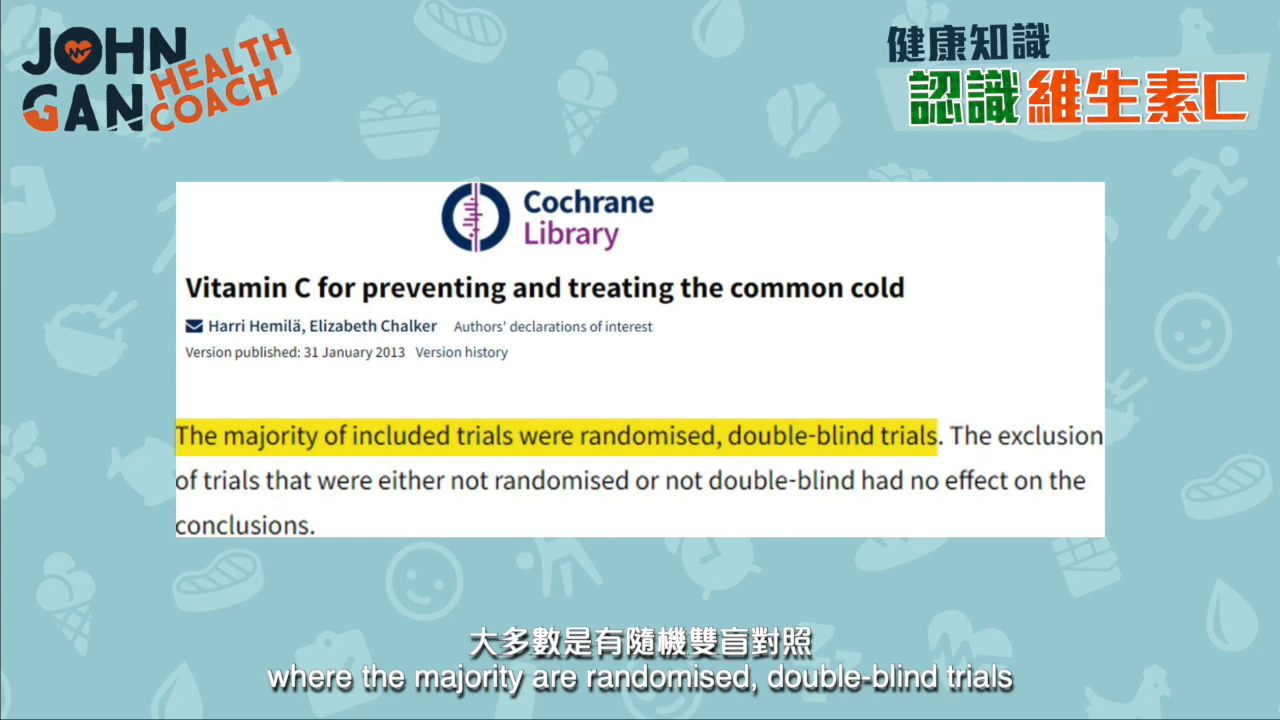 JOHN
GAN
HEALTH
COACH
健康知識
認識維生素C
Cochrane
Library
Vitamin C for preventing and treating the common cold
Harri Hemilä, Elizabeth Chalker Authors' declarations of interest
Version published: 31 January 2013 Version history
The majority of included trials were randomised, double-blind trials. The exclusion
of trials that were either not randomised or not double-blind had no effect on the
conclusions.
大多數是有隨機雙盲對照
where the majority are randomised, double-blind trials